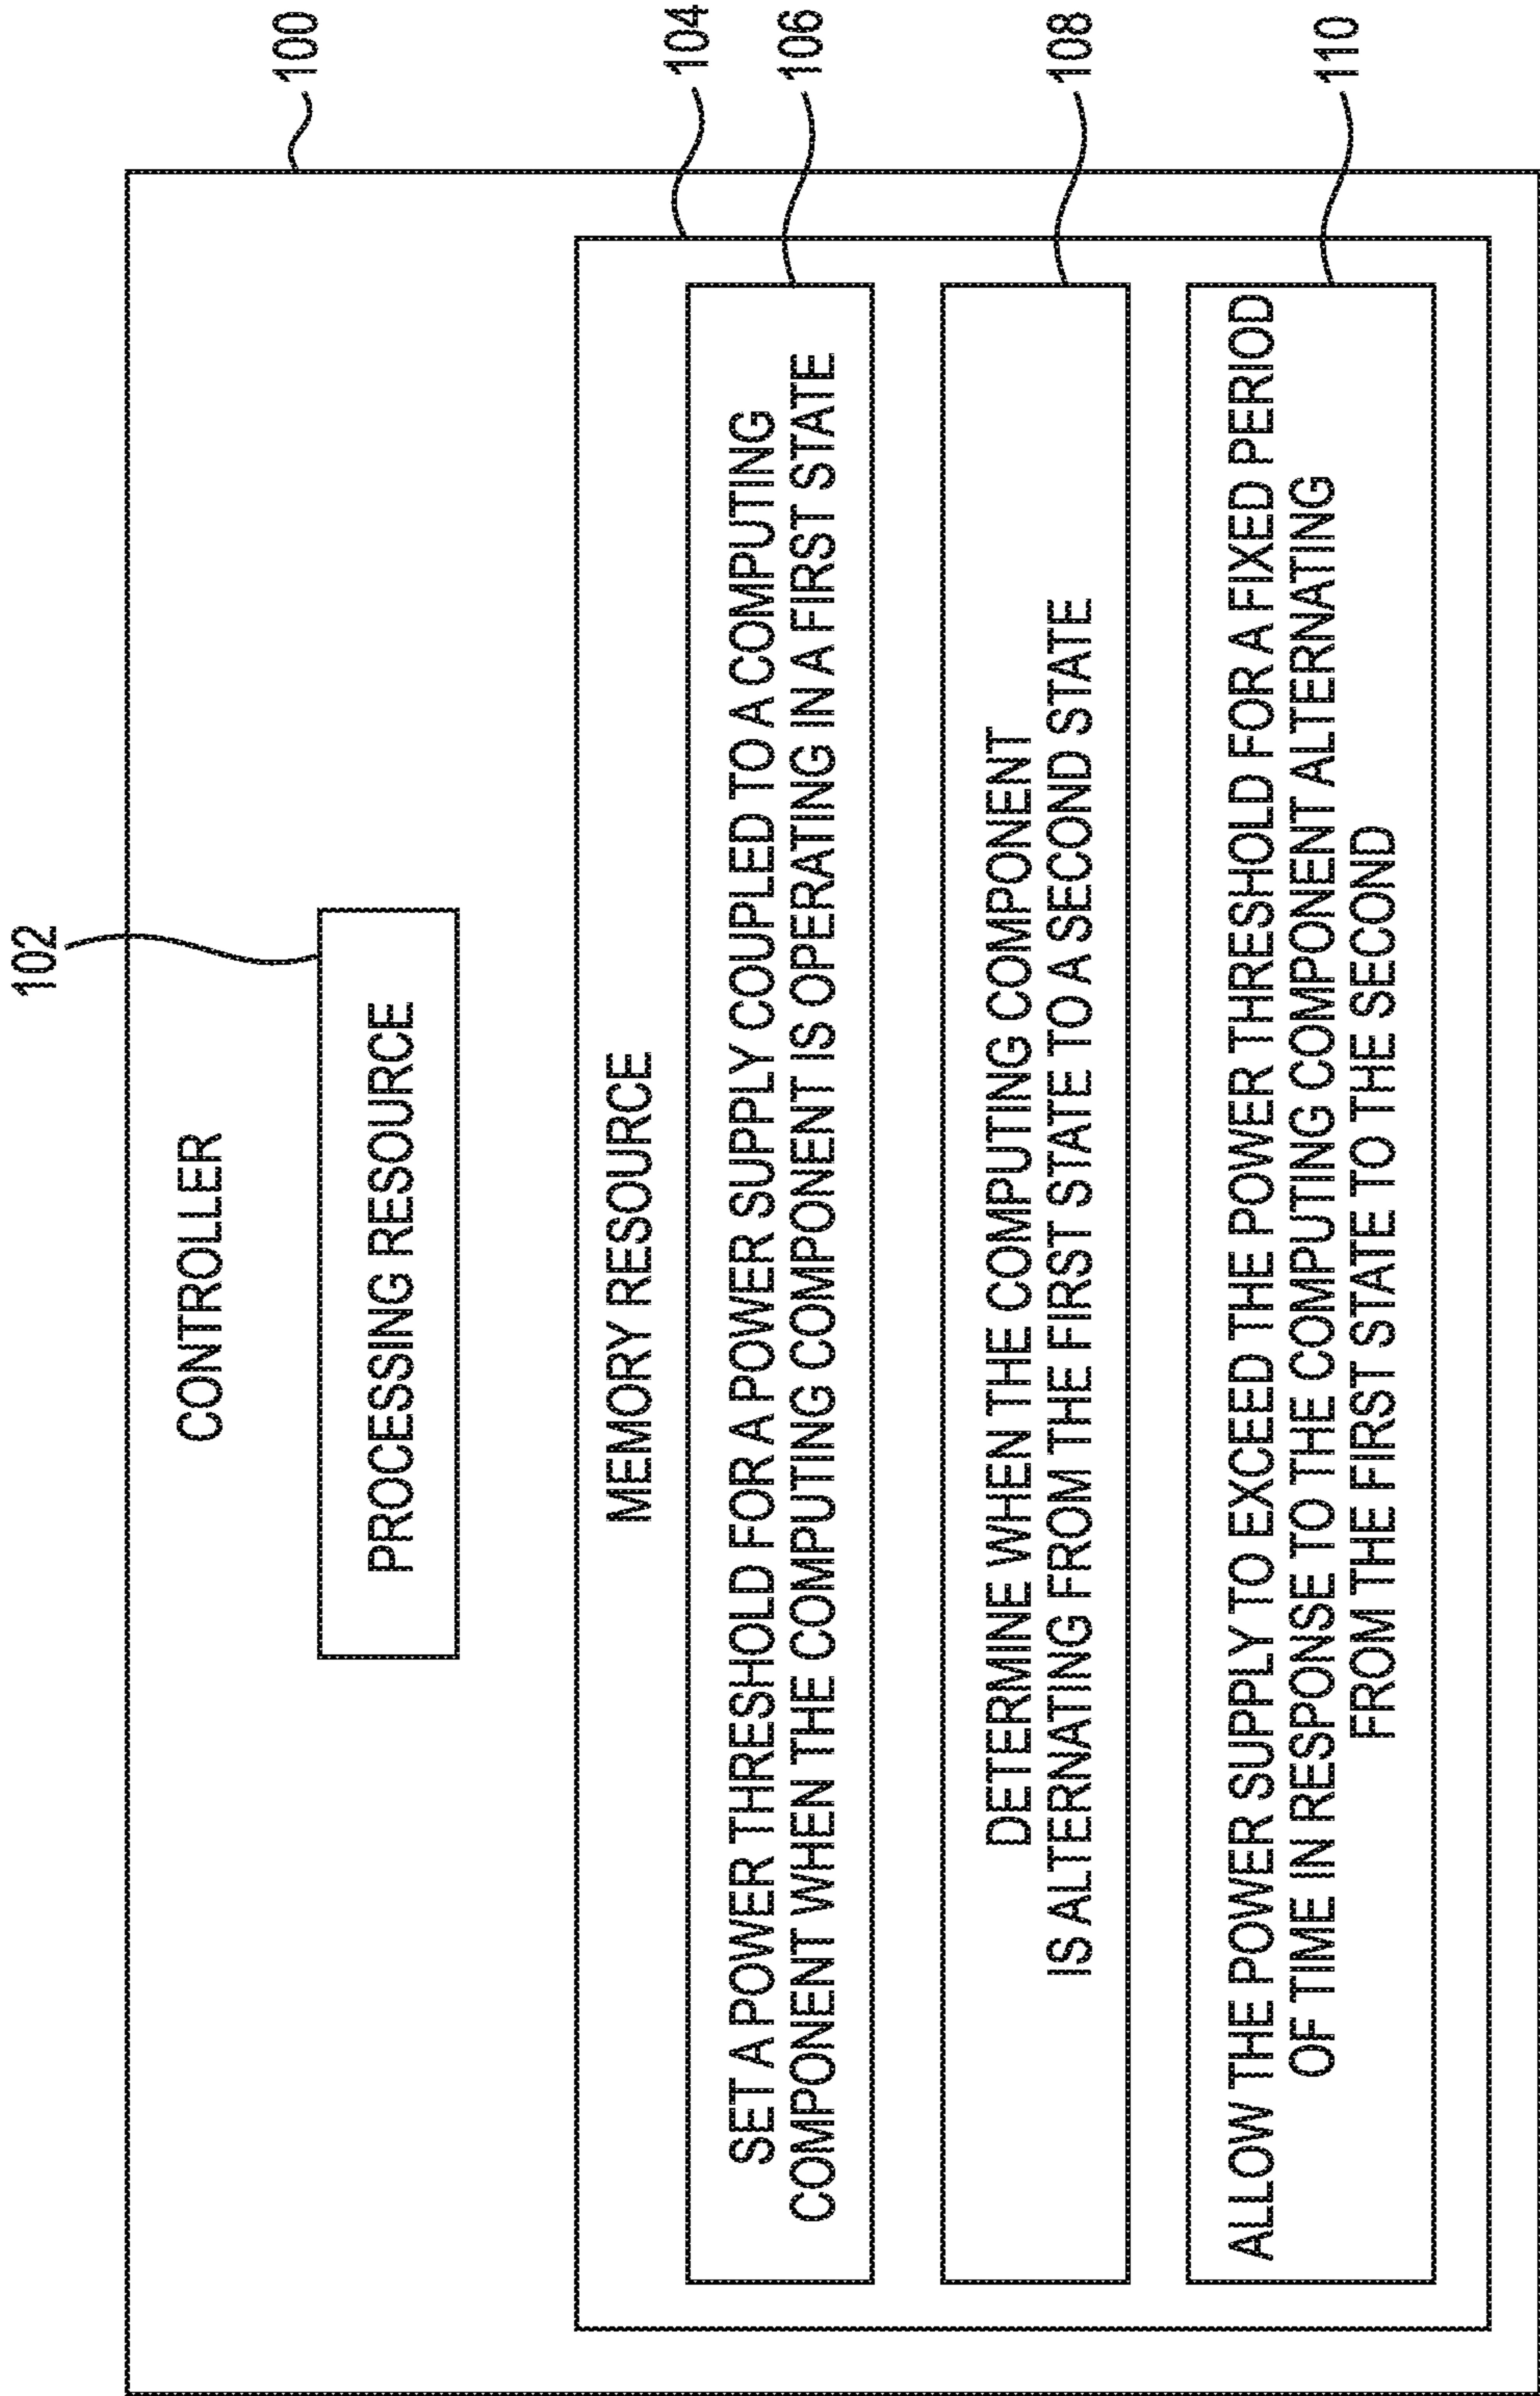 100
CONTROLLER
102
PROCESSING RESOURCE
104
MEMORY RESOURCE
106
SET A POWER THRESHOLD FOR A POWER SUPPLY COUPLED TO A COMPUTING
COMPONENT WHEN THE COMPUTING COMPONENT IS OPERATING IN A FIRST STATE
108
DETERMINE WHEN THE COMPUTING COMPONENT
IS ALTERNATING FROM THE FIRST STATE TO A SECOND STATE
110
ALLOW THE POWER SUPPLY TO EXCEED THE POWER THRESHOLD FOR A FIXED PERIOD
OF TIME IN RESPONSE TO THE COMPUTING COMPONENT ALTERNATING
FROM THE FIRST STATE TO THE SECOND